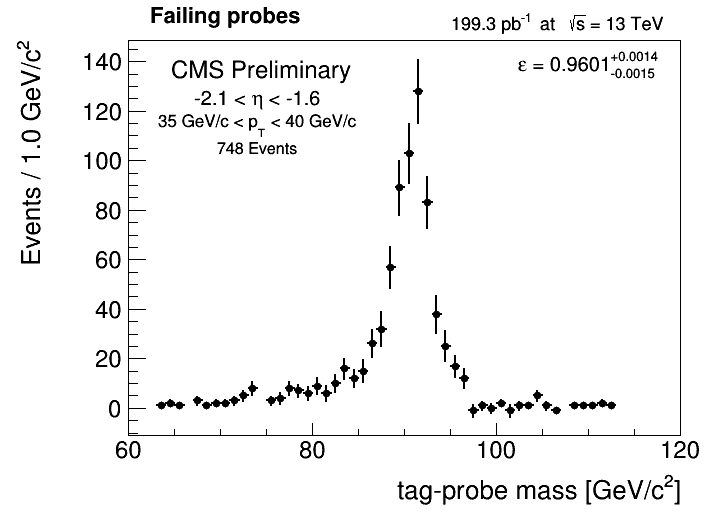 Failing probes
199.3 pb⁻¹ at √s = 13 TeV
CMS Preliminary
-2.1 < η < -1.6
35 GeV/c < p_T < 40 GeV/c
748 Events
ε = 0.9601 +0.0014 -0.0015
Events / 1.0 GeV/c²
140
120
100
80
60
40
20
0
60 80 100 120
tag-probe mass [GeV/c²]